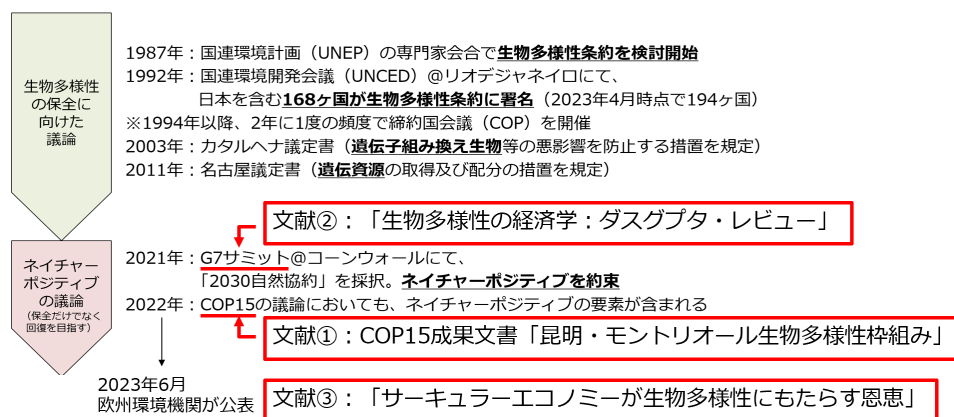 生物多様性
の保全に
向けた
議論
1987年：国連環境計画（UNEP）の専門家会合で生物多様性条約を検討開始
1992年：国連環境開発会議（UNCED）@リオデジャネイロにて、
日本を含む168ヶ国が生物多様性条約に署名（2023年4月時点で194ヶ国）
※1994年以降、2年に1度の頻度で締約国会議（COP）を開催
2003年：カタルヘナ議定書（遺伝子組み換え生物等の悪影響を防止する措置を規定）
2011年：名古屋議定書（遺伝資源の取得及び配分の措置を規定）
文献②：「生物多様性の経済学：ダスグプタ・レビュー」
ネイチャー
ポジティブ
の議論
（保全だけでなく
回復を目指す）
2021年：G7サミット@コーンウォールにて、
「2030自然協約」を採択。ネイチャーポジティブを約束
2022年：COP15の議論においても、ネイチャーポジティブの要素が含まれる
文献①：COP15成果文書「昆明・モントリオール生物多様性枠組み」
2023年6月
欧州環境機関が公表
文献③：「サーキュラーエコノミーが生物多様性にもたらす恩恵」